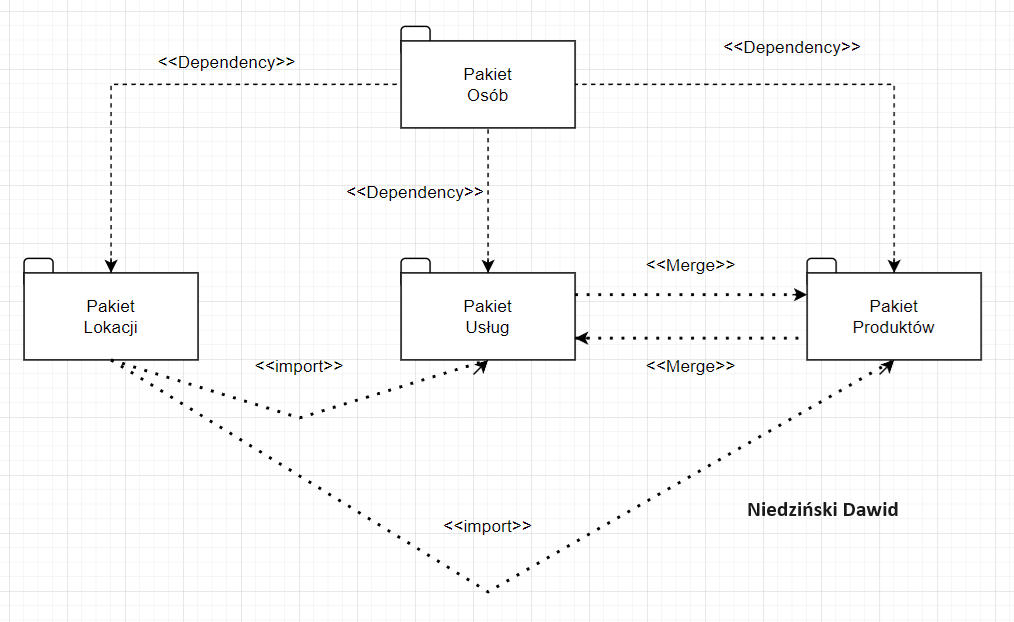 <<Dependency>>
Pakiet
Osób
<<Dependency>>
<<Dependency>>
Pakiet
Lokacji
Pakiet
Usług
<<Merge>>
Pakiet
Produktów
<<import>>
<<Merge>>
<<import>>
Niedziński Dawid